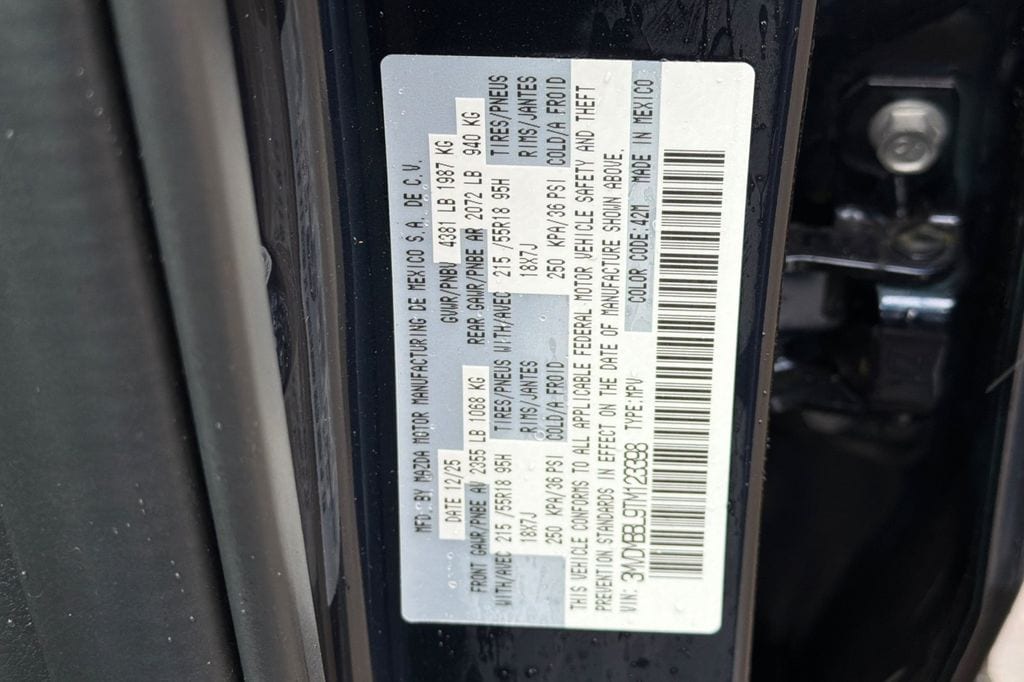 MFD. BY MAZDA MOTOR MANUFACTURING DE MEXICO S.A. DE C.V.
DATE 12/25 GVWR/PNBV 4381 LB 1987 KG
FRONT GAWR/PNBE AV 2355 LB 1068 KG REAR GAWR/PNBE AR 2072 LB 940 KG
WITH/AVEC 215 /55R18 95H TIRES/PNEUS WITH/AVEC 215 /55R18 95H TIRES/PNEUS
18X7J RIMS/JANTES 18X7J RIMS/JANTES
250 KPA/36 PSI COLD/A FROID 250 KPA/36 PSI COLD/A FROID
THIS VEHICLE CONFORMS TO ALL APPLICABLE FEDERAL MOTOR VEHICLE SAFETY AND THEFT
PREVENTION STANDARDS IN EFFECT ON THE DATE OF MANUFACTURE SHOWN ABOVE.
VIN: 3MVDMBBL9TM123398 TYPE:MPV COLOR CODE:42M MADE IN MEXICO